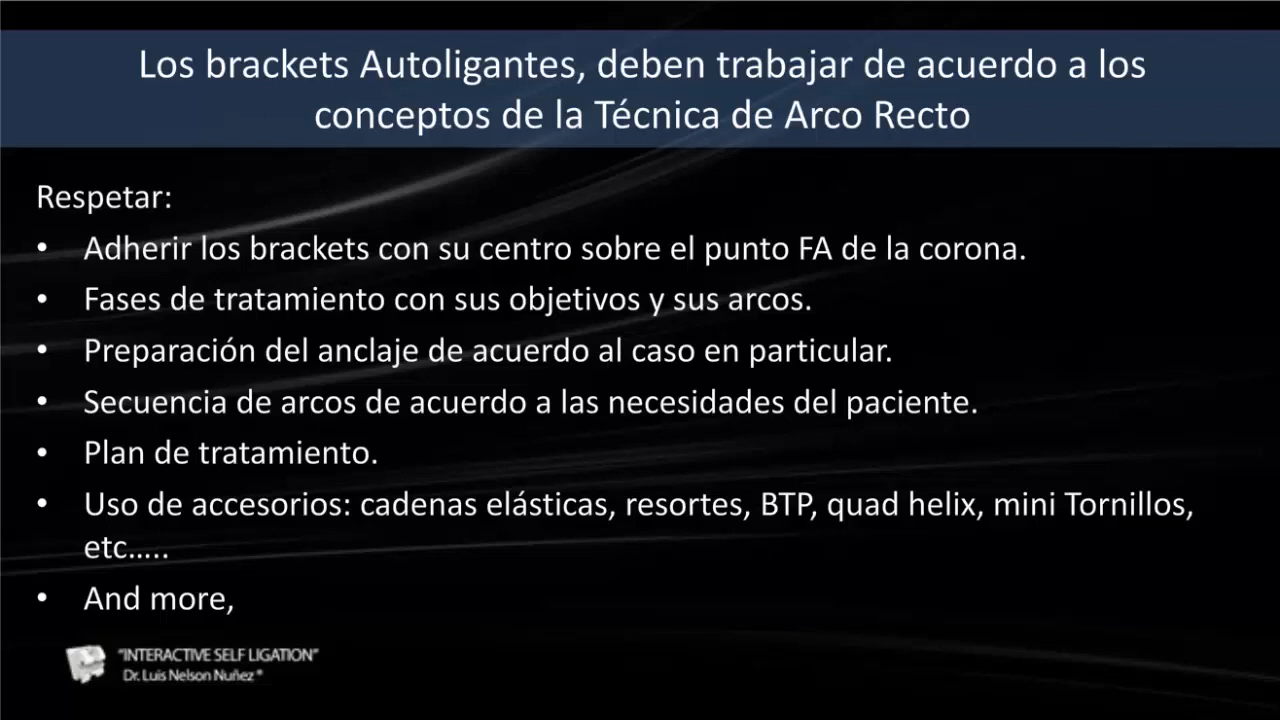 Los brackets Autoligantes, deben trabajar de acuerdo a los
conceptos de la Técnica de Arco Recto
Respetar:
• Adherir los brackets con su centro sobre el punto FA de la corona.
• Fases de tratamiento con sus objetivos y sus arcos.
• Preparación del anclaje de acuerdo al caso en particular.
• Secuencia de arcos de acuerdo a las necesidades del paciente.
• Plan de tratamiento.
• Uso de accesorios: cadenas elásticas, resortes, BTP, quad helix, mini Tornillos,
etc.….
• And more,
“INTERACTIVE SELF LIGATION”
Dr. Luis Nelson Nuñez ®